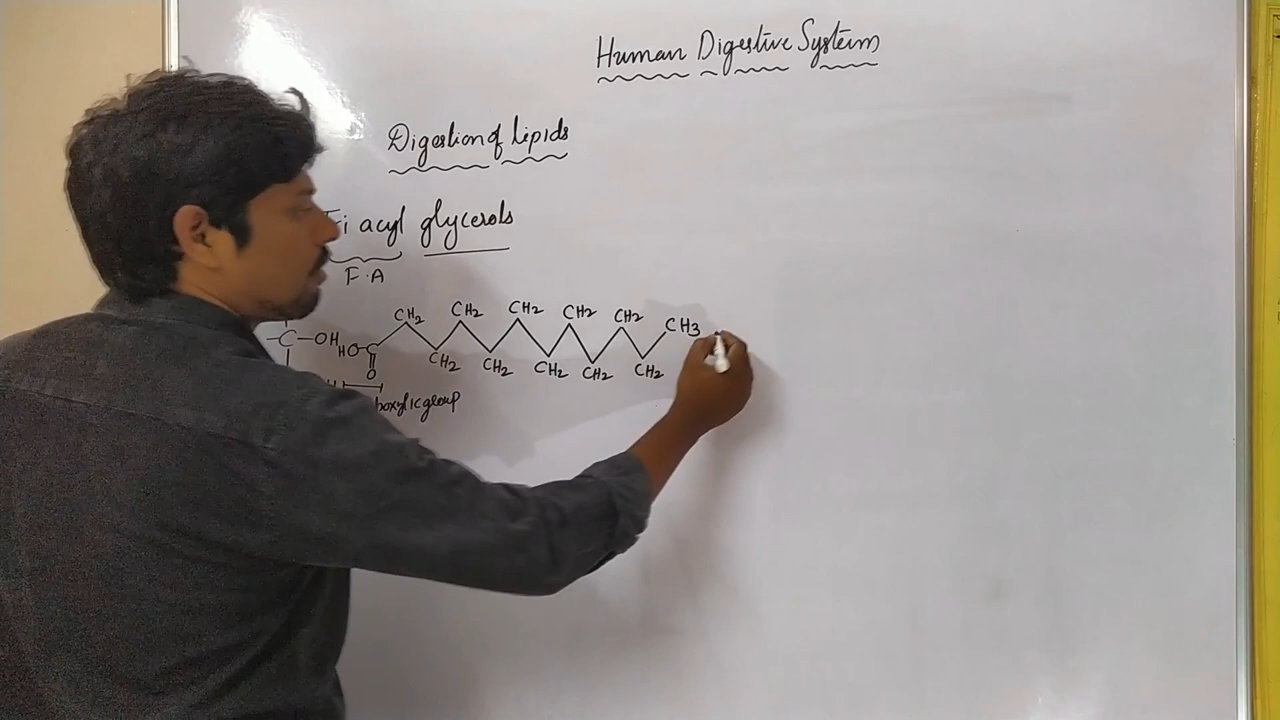 Human Digestive System
Digestion of lipids
Tri acyl glycerols
F.A
CH2 CH2 CH2 CH2 CH2 CH3
-C-OH HO-C
O CH2 CH2 CH2 CH2 CH2
boxylic group